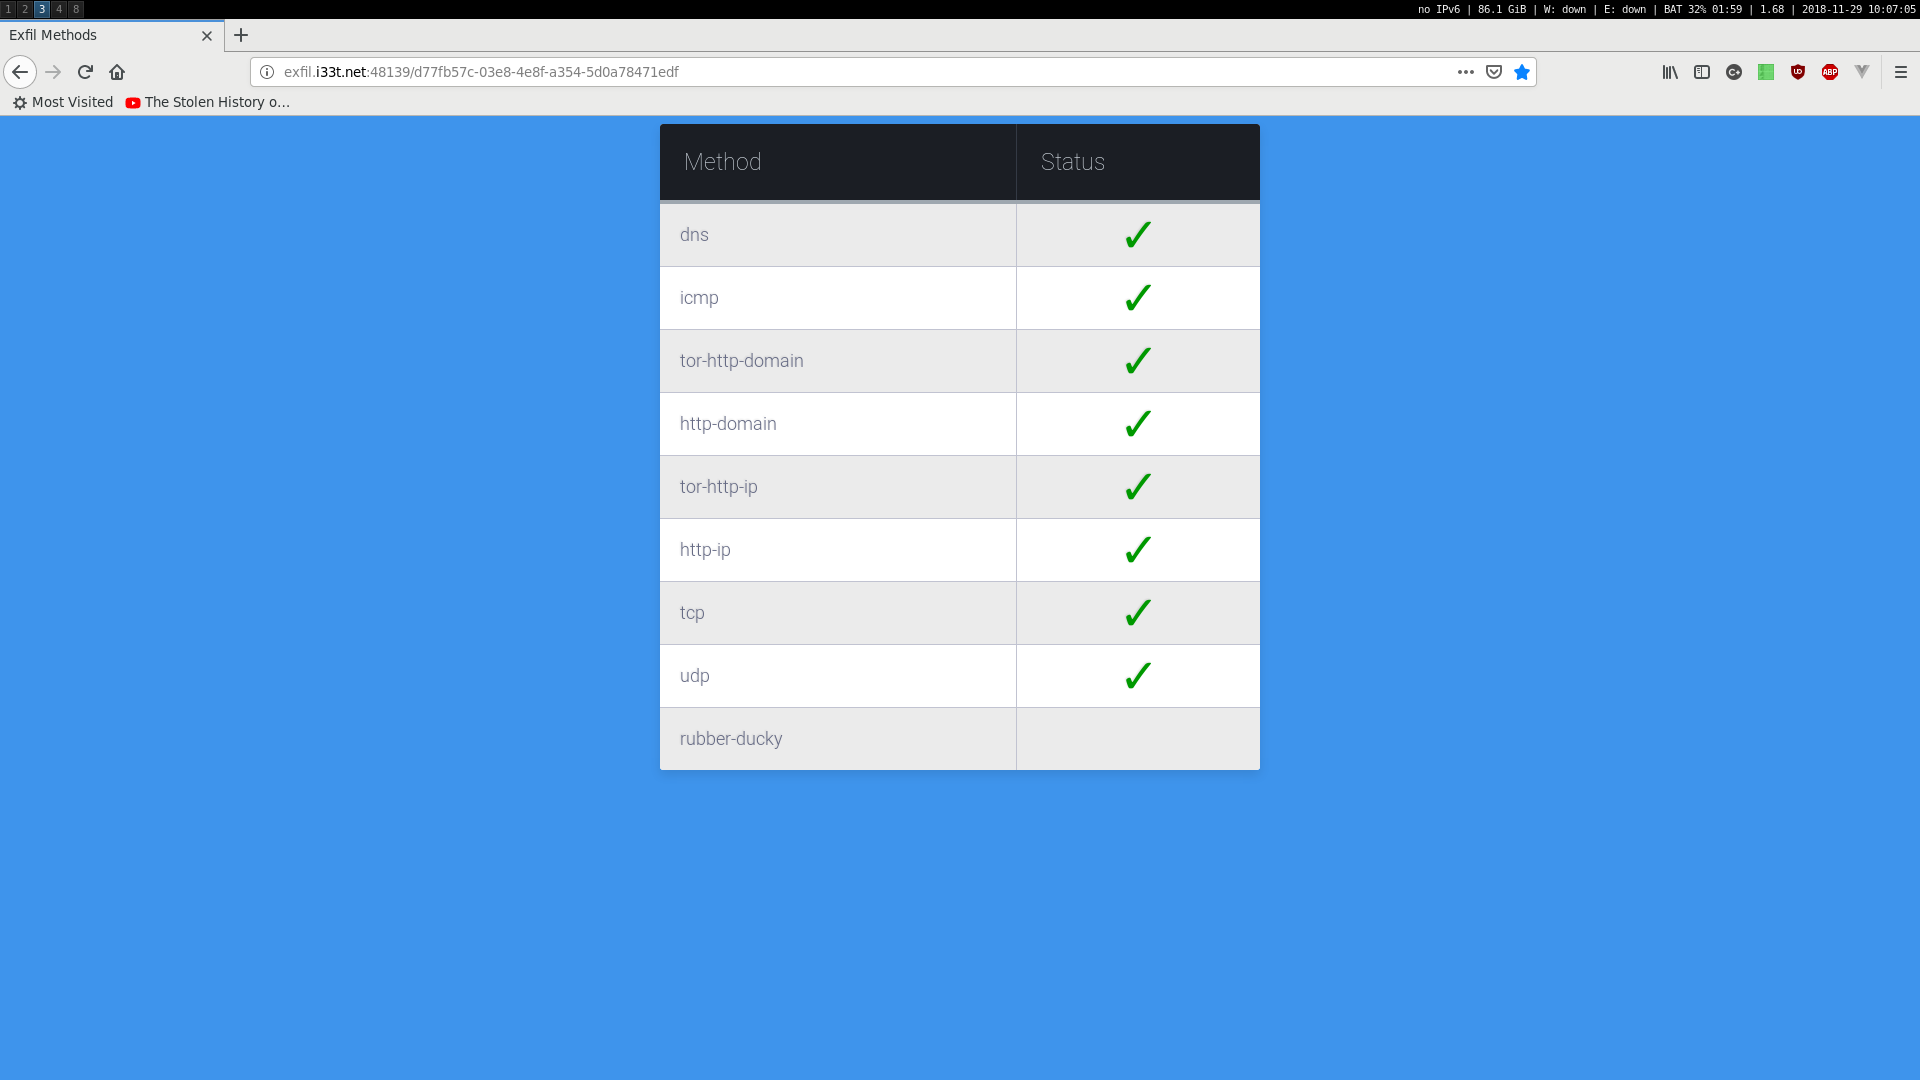 1 2 3 4 8
no IPv6 | 86.1 GiB | W: down | E: down | BAT 32% 01:59 | 1.68 | 2018-11-29 10:07:05
Exfil Methods
exfil.i33t.net:48139/d77fb57c-03e8-4e8f-a354-5d0a78471edf
C+ UD ABP
Most Visited The Stolen History o...
Method Status
dns ✓
icmp ✓
tor-http-domain ✓
http-domain ✓
tor-http-ip ✓
http-ip ✓
tcp ✓
udp ✓
rubber-ducky